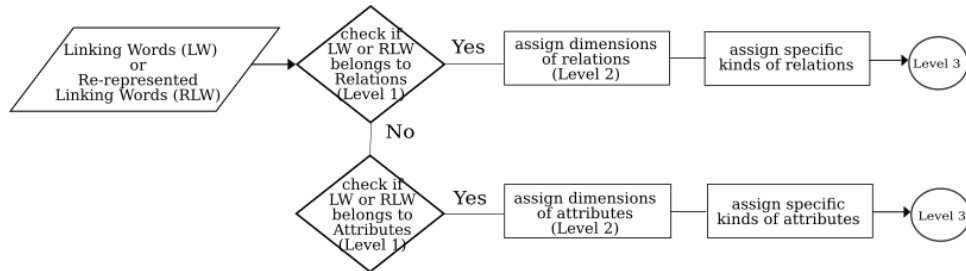 Linking Words (LW)
or
Re-represented
Linking Words (RLW)
check if
LW or RLW
belongs to
Relations
(Level 1)
Yes
assign dimensions
of relations
(Level 2)
assign specific
kinds of relations
Level 3
No
check if
LW or RLW
belongs to
Attributes
(Level 1)
Yes
assign dimensions
of attributes
(Level 2)
assign specific
kinds of attributes
Level 3